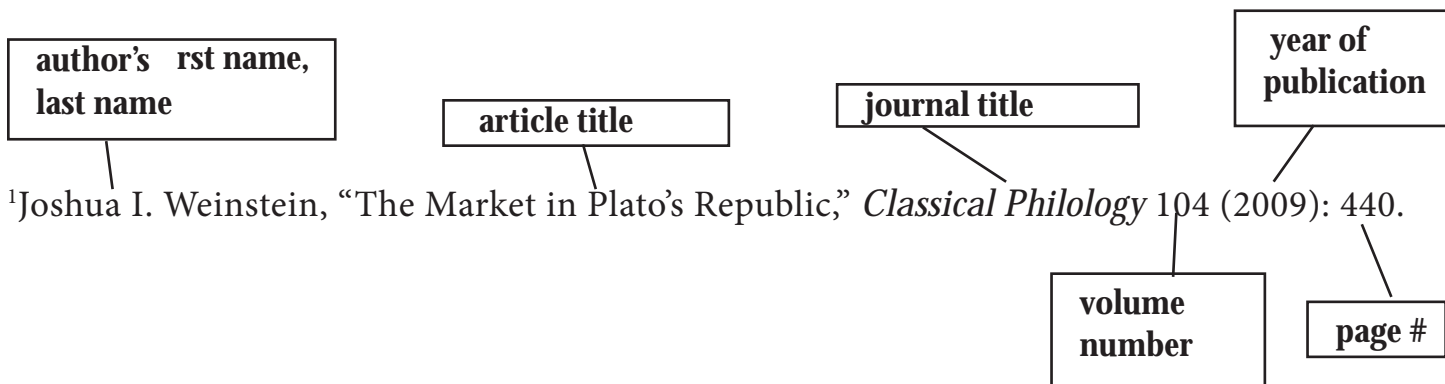 year of
publication
author's rst name,
last name
article title
journal title
¹Joshua I. Weinstein, “The Market in Plato’s Republic,” Classical Philology 104 (2009): 440.
volume
number
page #